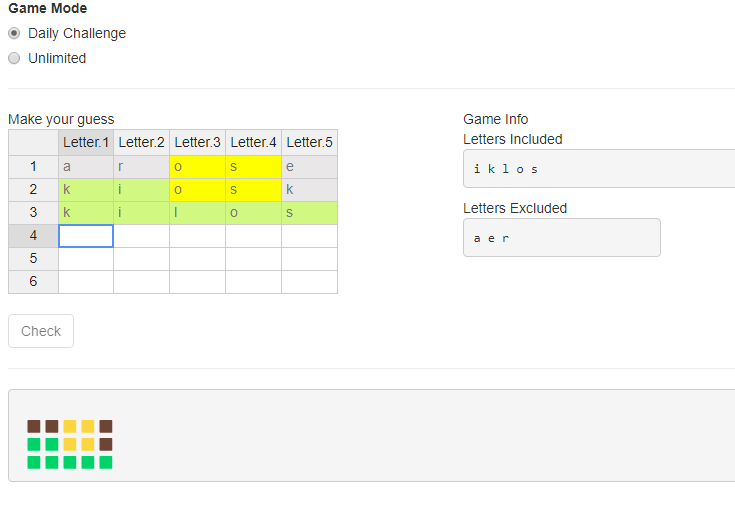 Game Mode
Daily Challenge
Unlimited
Make your guess
Letter.1 Letter.2 Letter.3 Letter.4 Letter.5
1 a r o s e
2 k i o s k
3 k i l o s
4
5
6
Check
Game Info
Letters Included
i k l o s
Letters Excluded
a e r